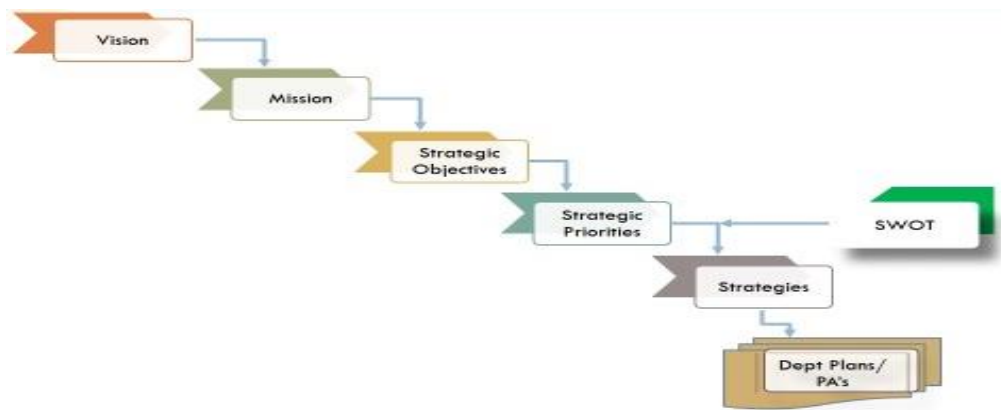 Vision
Mission
Strategic
Objectives
Strategic
Priorities
SWOT
Strategies
Dept Plans/
PA's